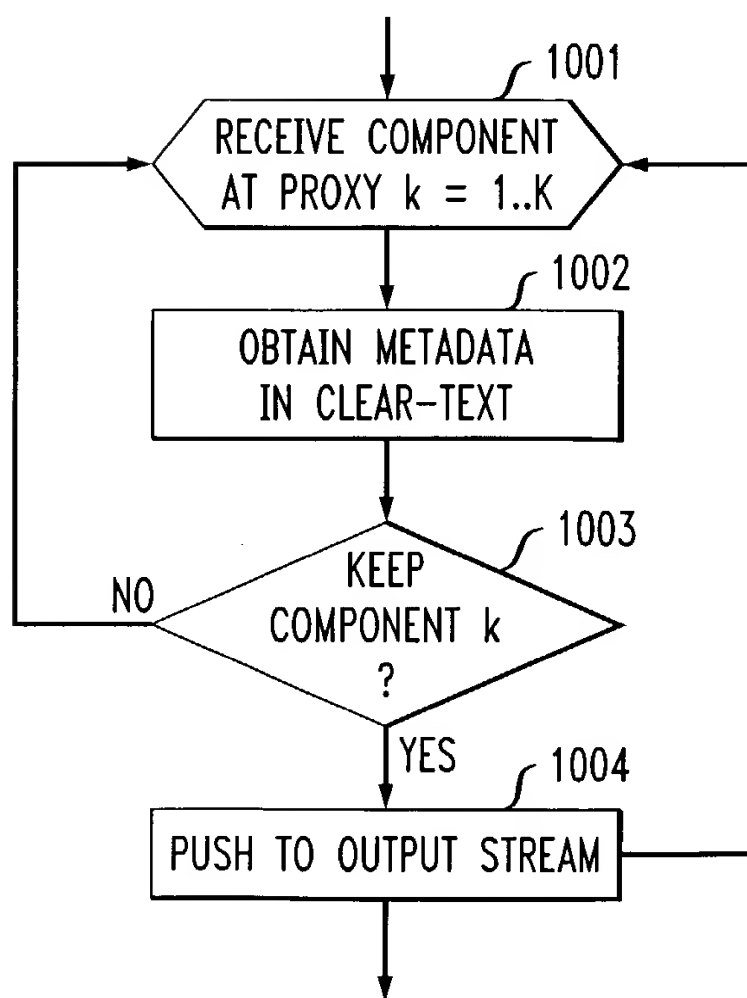 1001
RECEIVE COMPONENT
AT PROXY k = 1..K
1002
OBTAIN METADATA
IN CLEAR-TEXT
1003
KEEP
COMPONENT k
?
NO
YES
1004
PUSH TO OUTPUT STREAM